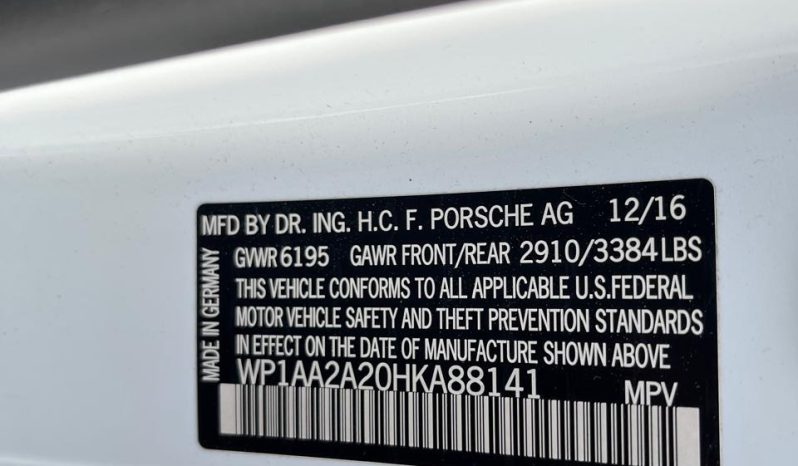 MFD BY DR. ING. H.C. F. PORSCHE AG 12/16
GVWR 6195 GAWR FRONT/REAR 2910/3384 LBS
THIS VEHICLE CONFORMS TO ALL APPLICABLE U.S.FEDERAL
MOTOR VEHICLE SAFETY AND THEFT PREVENTION STANDARDS
IN EFFECT ON THE DATE OF MANUFACTURE SHOWN ABOVE
WP1AA2A20HKA88141
MPV
MADE IN GERMANY